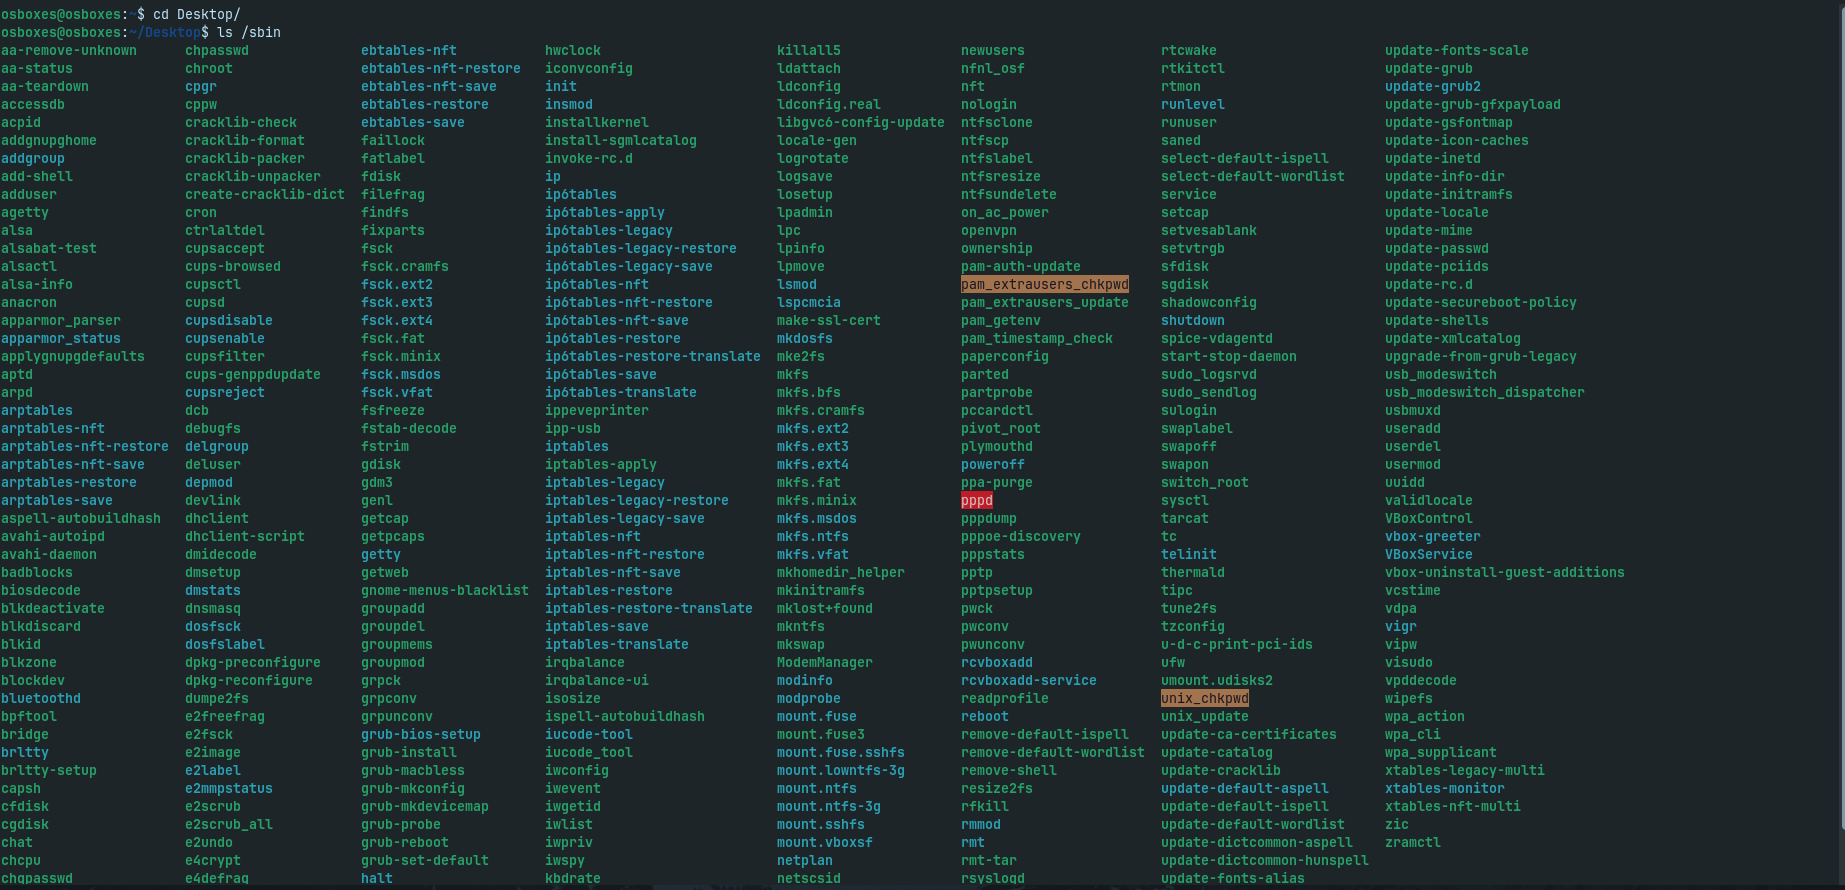 osboxes@osboxes:~$ cd Desktop/
osboxes@osboxes:~/Desktop$ ls /sbin
aa-remove-unknown chpasswd ebtables-nft hwclock killall5 newusers rtcwake update-fonts-scale
aa-status chroot ebtables-nft-restore iconvconfig ldattach nfnl_osf rtkitctl update-grub
aa-teardown cpgr ebtables-nft-save init ldconfig nft rtmon update-grub2
accessdb cppw ebtables-restore insmod ldconfig.real nologin runlevel update-grub-gfxpayload
acpid cracklib-check ebtables-save installkernel libgvc6-config-update ntfsclone runuser update-gsfontmap
addgnupghome cracklib-format faillock install-sgmlcatalog locale-gen ntfscp saned update-icon-caches
addgroup cracklib-packer fatlabel invoke-rc.d logrotate ntfslabel select-default-ispell update-inetd
add-shell cracklib-unpacker fdisk ip logsave ntfsresize select-default-wordlist update-info-dir
adduser create-cracklib-dict filefrag ip6tables losetup ntfsundelete service update-initramfs
agetty cron findfs ip6tables-apply lpadmin on_ac_power setcap update-locale
alsa ctrlaltdel fixparts ip6tables-legacy lpc openvpn setvesablank update-mime
alsabat-test cupsaccept fsck ip6tables-legacy-restore lpinfo ownership setvtrgb update-passwd
alsactl cups-browsed fsck.cramfs ip6tables-legacy-save lpmove pam-auth-update sfdisk update-pciids
alsa-info cupsctl fsck.ext2 ip6tables-nft lsmod pam_extrausers_chkpwd sgdisk update-rc.d
anacron cupsd fsck.ext3 ip6tables-nft-restore lspcmcia pam_extrausers_update shadowconfig update-secureboot-policy
apparmor_parser cupsdisable fsck.ext4 ip6tables-nft-save make-ssl-cert pam_getenv shutdown update-shells
apparmor_status cupsenable fsck.fat ip6tables-restore mkdosfs pam_timestamp_check spice-vdagentd update-xmlcatalog
applygnupgdefaults cupsfilter fsck.minix ip6tables-restore-translate mke2fs paperconfig start-stop-daemon upgrade-from-grub-legacy
aptd cups-genppdupdate fsck.msdos ip6tables-save mkfs parted sudo_logsrvd usb_modeswitch
arpd cupsreject fsck.vfat ip6tables-translate mkfs.bfs partprobe sudo_sendlog usb_modeswitch_dispatcher
arptables dcb fsfreeze ippeveprinter mkfs.cramfs pccardctl sulogin usbmuxd
arptables-nft debugfs fstab-decode ipp-usb mkfs.ext2 pivot_root swaplabel useradd
arptables-nft-restore delgroup fstrim iptables mkfs.ext3 plymouthd swapoff userdel
arptables-nft-save deluser gdisk iptables-apply mkfs.ext4 poweroff swapon usermod
arptables-restore depmod gdm3 iptables-legacy mkfs.fat ppa-purge switch_root uuidd
arptables-save devlink genl iptables-legacy-restore mkfs.minix pppd sysctl validlocale
aspell-autobuildhash dhclient getcap iptables-legacy-save mkfs.msdos pppdump tarcat VBoxControl
avahi-autoipd dhclient-script getpcaps iptables-nft mkfs.ntfs pppoe-discovery tc vbox-greeter
avahi-daemon dmidecode getty iptables-nft-restore mkfs.vfat pppstats telinit VBoxService
badblocks dmsetup getweb iptables-nft-save mkhomedir_helper pptp thermald vbox-uninstall-guest-additions
biosdecode dmstats gnome-menus-blacklist iptables-restore mkinitramfs pptpsetup tipc vcstime
blkdeactivate dnsmasq groupadd iptables-restore-translate mklost+found pwck tune2fs vdpa
blkdiscard dosfsck groupdel iptables-save mkntfs pwconv tzconfig vigr
blkid dosfslabel groupmems iptables-translate mkswap pwunconv u-d-c-print-pci-ids vipw
blkzone dpkg-preconfigure groupmod irqbalance ModemManager rcvboxadd ufw visudo
blockdev dpkg-reconfigure grpck irqbalance-ui modinfo rcvboxadd-service umount.udisks2 vpddecode
bluetoothd dumpe2fs grpconv isosize modprobe readprofile unix_chkpwd wipefs
bpftool e2freefrag grpunconv ispell-autobuildhash mount.fuse reboot unix_update wpa_action
bridge e2fsck grub-bios-setup iucode-tool mount.fuse3 remove-default-ispell update-ca-certificates wpa_cli
brltty e2image grub-install iucode_tool mount.fuse.sshfs remove-default-wordlist update-catalog wpa_supplicant
brltty-setup e2label grub-macbless iwconfig mount.lowntfs-3g remove-shell update-cracklib xtables-legacy-multi
capsh e2mmpstatus grub-mkconfig iwevent mount.ntfs resize2fs update-default-aspell xtables-monitor
cfdisk e2scrub grub-mkdevicemap iwgetid mount.ntfs-3g rfkill update-default-ispell xtables-nft-multi
cgdisk e2scrub_all grub-probe iwlist mount.sshfs rmmod update-default-wordlist zic
chat e2undo grub-reboot iwpriv mount.vboxsf rmt update-dictcommon-aspell zramctl
chcpu e4crypt grub-set-default iwspy netplan rmt-tar update-dictcommon-hunspell
chgpasswd e4defrag halt kbdrate netscsid rsyslogd update-fonts-alias